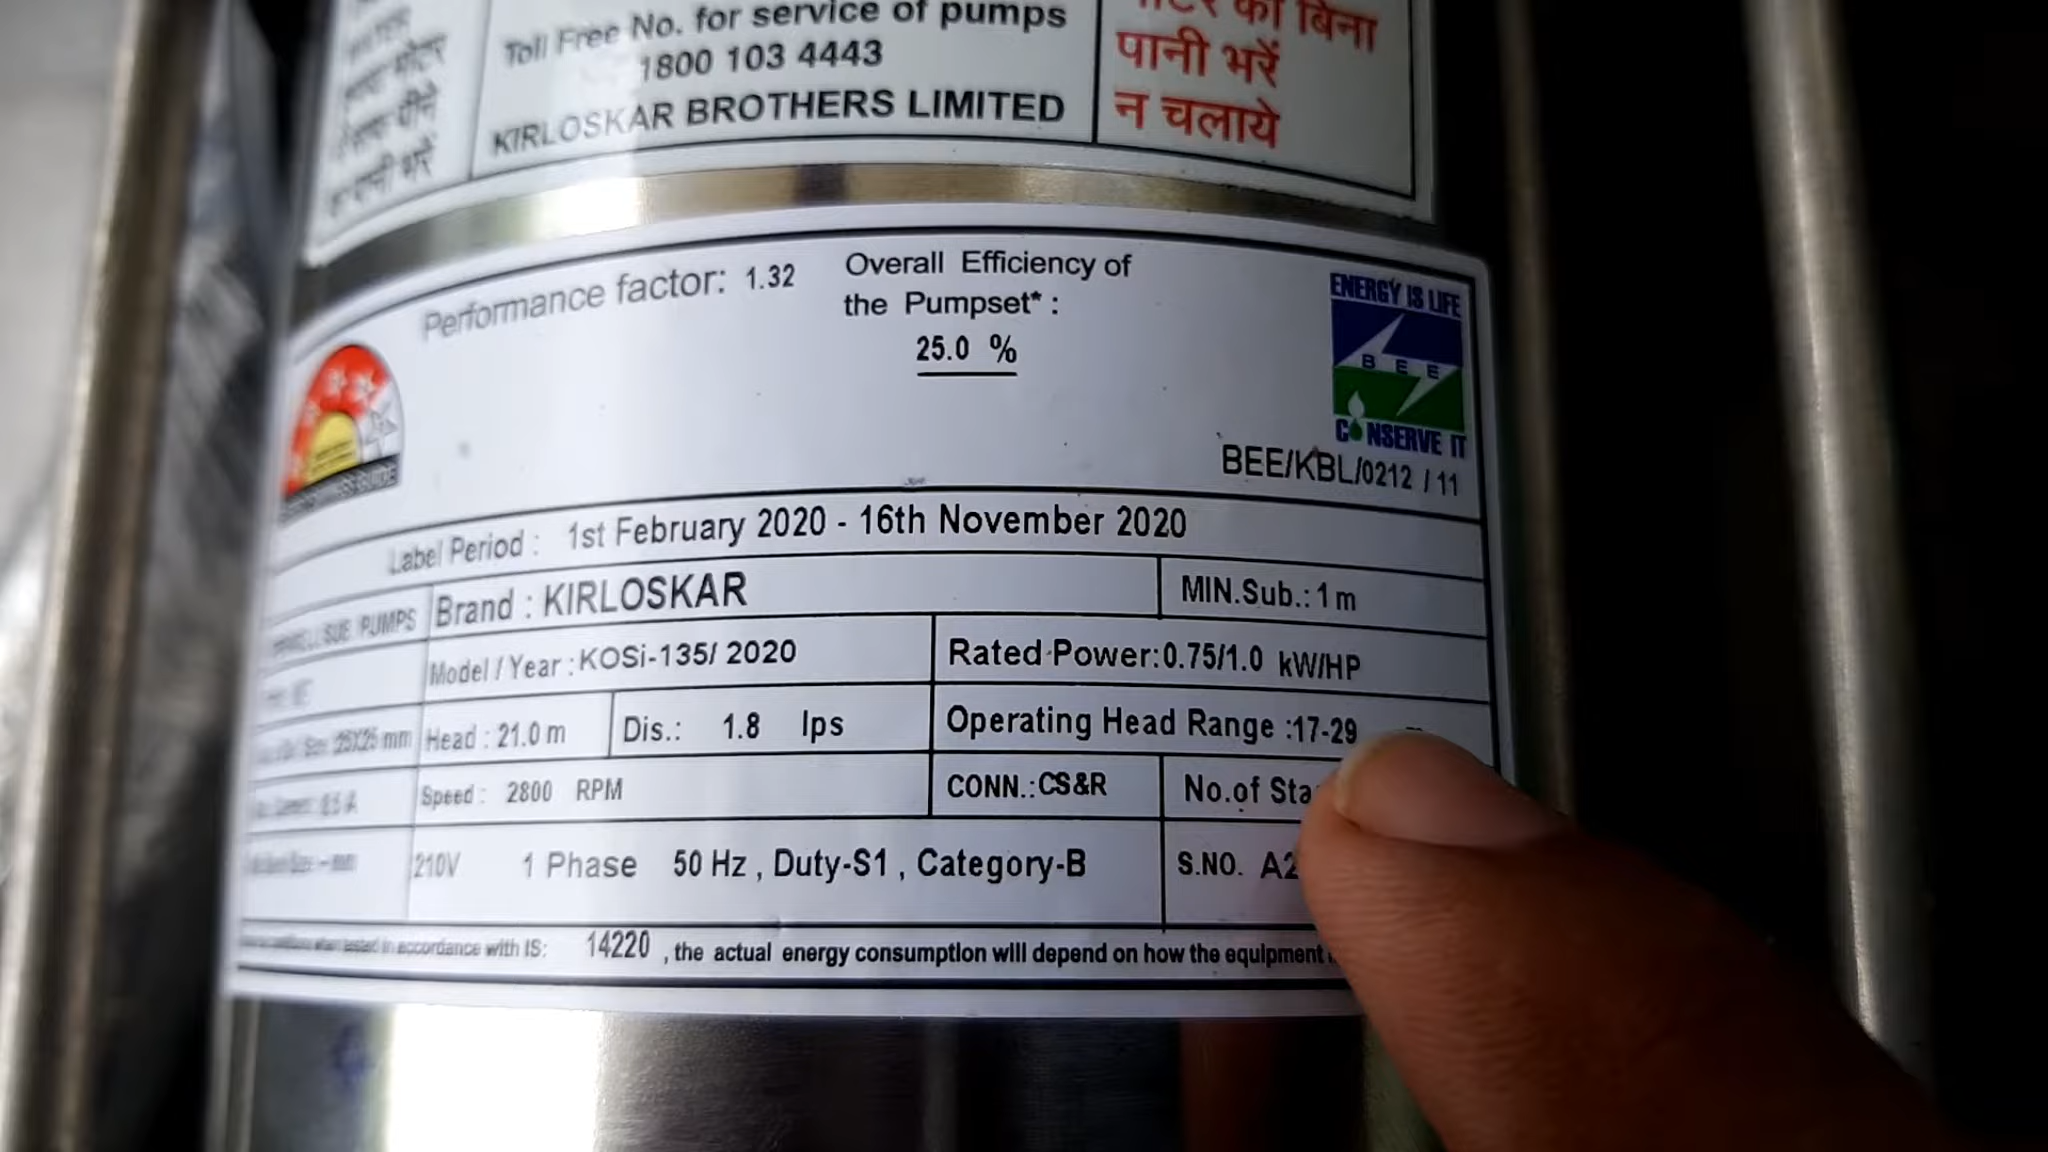 Toll Free No. for service of pumps
1800 103 4443
KIRLOSKAR BROTHERS LIMITED
को बिना
पानी भरें
न चलाये
पानी भरें
Performance factor: 1.32
Overall Efficiency of
the Pumpset* :
25.0 %
ENERGY IS LIFE
BEE
CONSERVE IT
BEE/KBL/0212 / 11
Label Period : 1st February 2020 - 16th November 2020
PUMPS
Brand : KIRLOSKAR
MIN.Sub.: 1 m
Model / Year : KOSi-135/ 2020
Rated Power:0.75/1.0 kW/HP
25X25 mm
Head : 21.0 m
Dis.: 1.8 lps
Operating Head Range :17-29
Speed : 2800 RPM
CONN.:CS&R
No.of Sta
210V 1 Phase 50 Hz , Duty-S1 , Category-B
S.NO. A2
tested in accordance with IS: 14220 , the actual energy consumption will depend on how the equipment